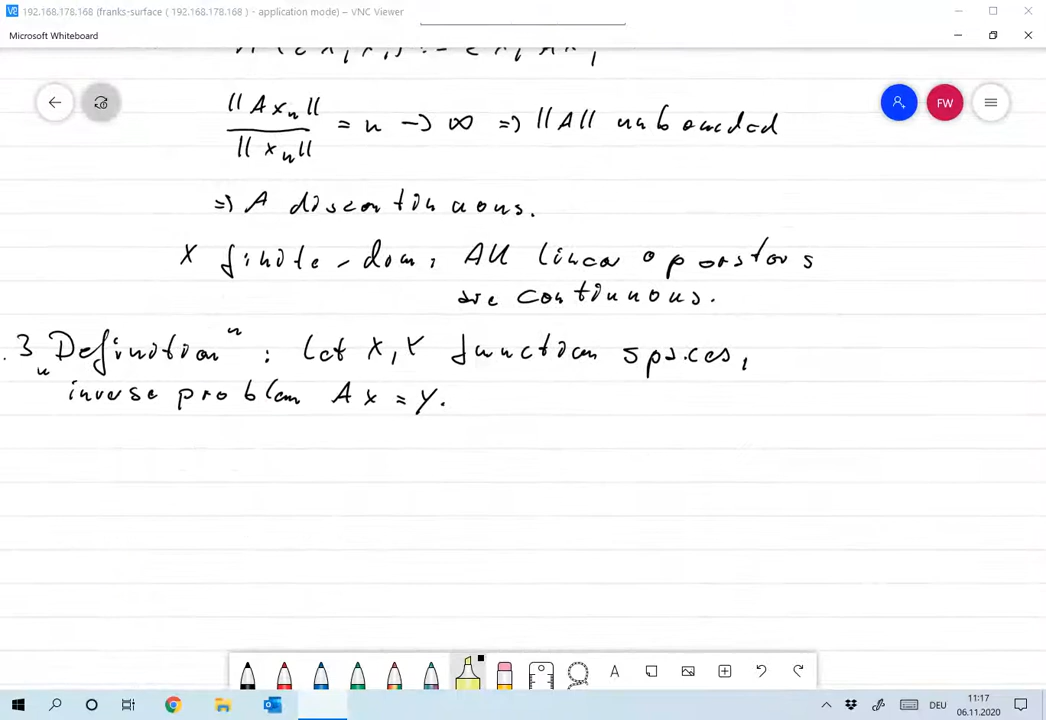 192.168.178.168 (franks-surface ( 192.168.178.168 ) - application mode) – VNC Viewer
Microsoft Whiteboard
FW
||Ax_n|| / ||x_n|| = n → ∞ ⇒ ||A|| unbounded
⇒ A discontinuous.
X finite-dim: All linear operators
are continuous.
.3 "Definition": Let X, Y function spaces,
inverse problem Ax = y.
A
DEU
11:17
06.11.2020